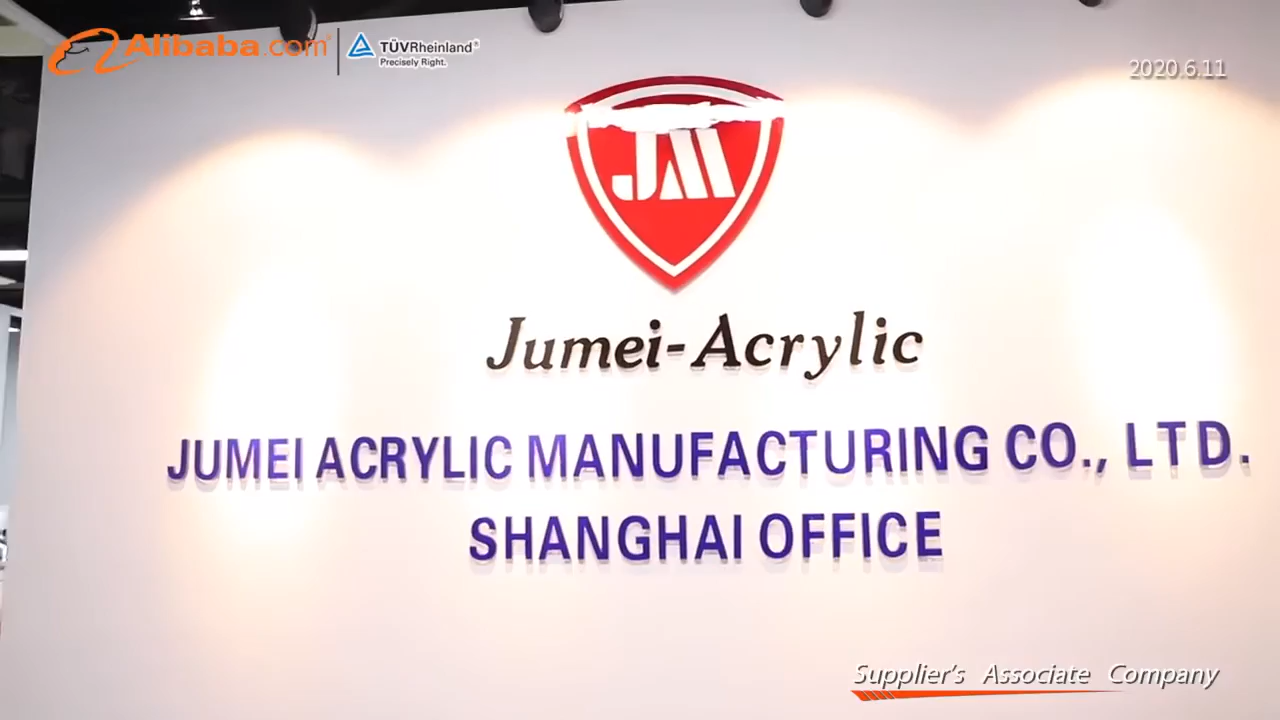 Alibaba.com
TÜVRheinland®
Precisely Right.
2020.6.11
JM
Jumei-Acrylic
JUMEI ACRYLIC MANUFACTURING CO., LTD.
SHANGHAI OFFICE
Supplier's Associate Company